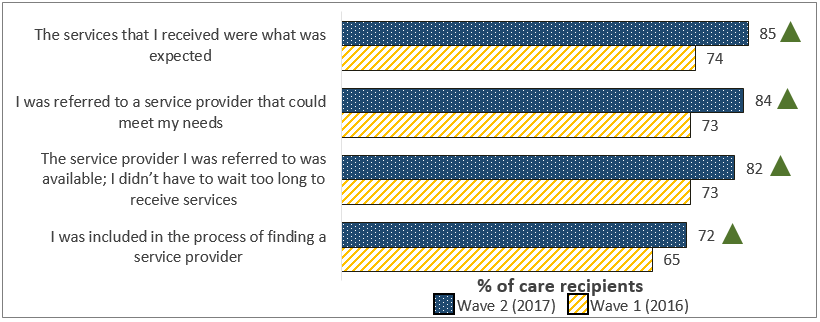 The services that I received were what was
expected
85
74
I was referred to a service provider that could
meet my needs
84
73
The service provider I was referred to was
available; I didn’t have to wait too long to
receive services
82
73
I was included in the process of finding a
service provider
72
65
% of care recipients
Wave 2 (2017) Wave 1 (2016)